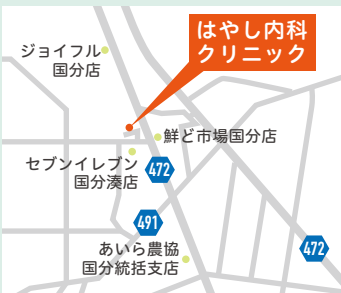 はやし内科
クリニック
ジョイフル
国分店
鮮ど市場国分店
セブンイレブン
国分湊店
472
491
あいら農協
国分統括支店
472